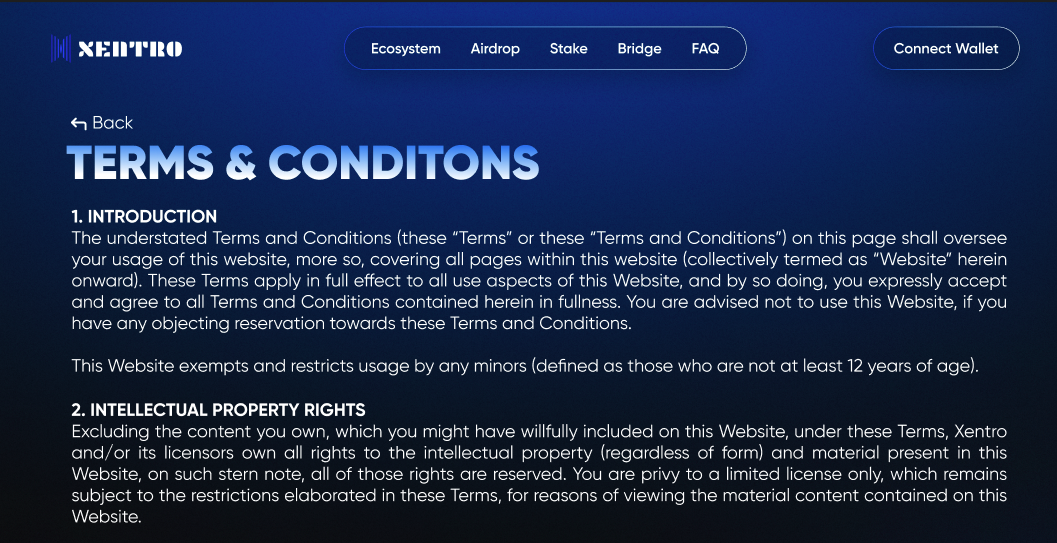 XENTRO
Ecosystem Airdrop Stake Bridge FAQ
Connect Wallet
Back
TERMS & CONDITONS
1. INTRODUCTION
The understated Terms and Conditions (these “Terms” or these “Terms and Conditions”) on this page shall oversee
your usage of this website, more so, covering all pages within this website (collectively termed as “Website” herein
onward). These Terms apply in full effect to all use aspects of this Website, and by so doing, you expressly accept
and agree to all Terms and Conditions contained herein in fullness. You are advised not to use this Website, if you
have any objecting reservation towards these Terms and Conditions.
This Website exempts and restricts usage by any minors (defined as those who are not at least 12 years of age).
2. INTELLECTUAL PROPERTY RIGHTS
Excluding the content you own, which you might have willfully included on this Website, under these Terms, Xentro
and/or its licensors own all rights to the intellectual property (regardless of form) and material present in this
Website, on such stern note, all of those rights are reserved. You are privy to a limited license only, which remains
subject to the restrictions elaborated in these Terms, for reasons of viewing the material content contained on this
Website.